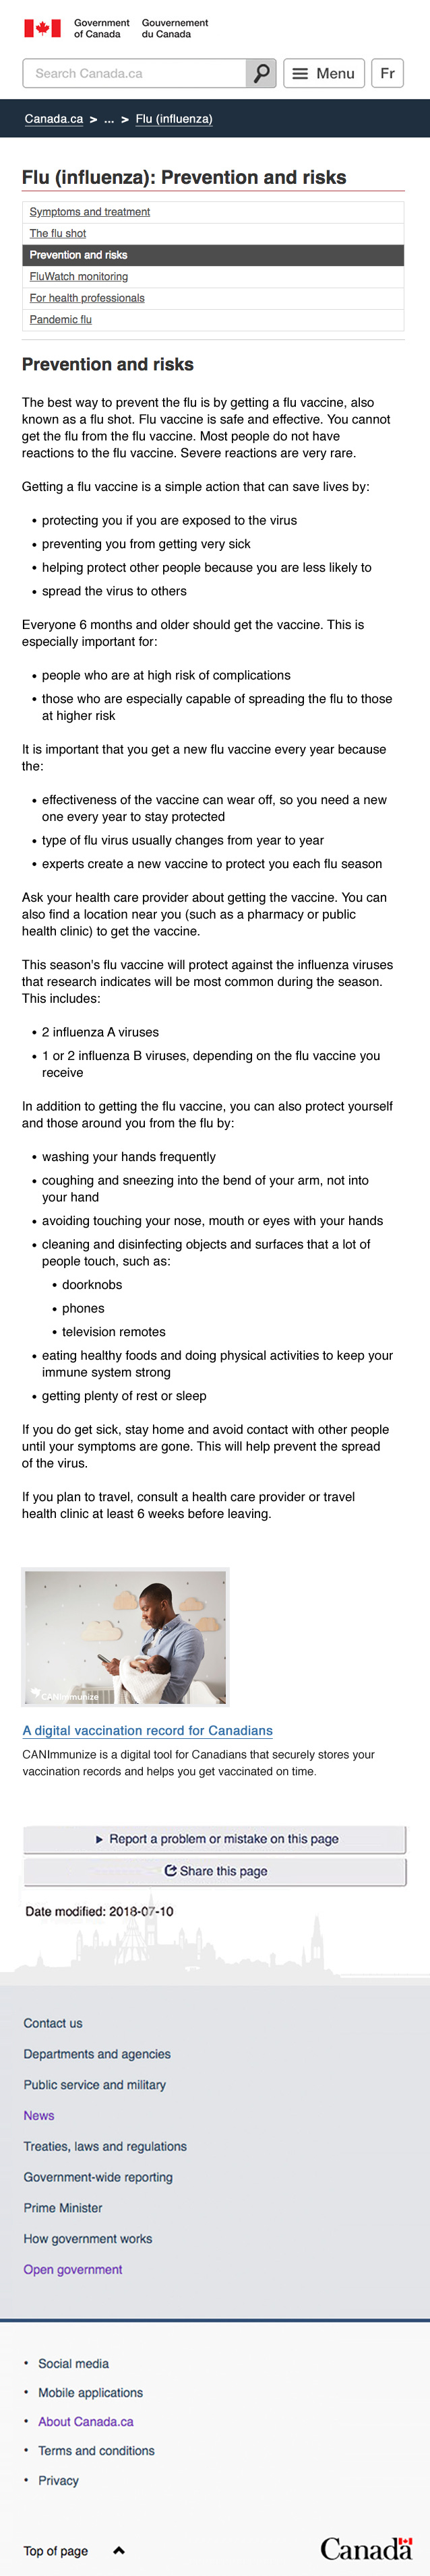 Government of Canada
Gouvernement du Canada
Search Canada.ca
Menu
Fr
Canada.ca > ... > Flu (influenza)
Flu (influenza): Prevention and risks
Symptoms and treatment
The flu shot
Prevention and risks
FluWatch monitoring
For health professionals
Pandemic flu
Prevention and risks
The best way to prevent the flu is by getting a flu vaccine, also
known as a flu shot. Flu vaccine is safe and effective. You cannot
get the flu from the flu vaccine. Most people do not have
reactions to the flu vaccine. Severe reactions are very rare.
Getting a flu vaccine is a simple action that can save lives by:
• protecting you if you are exposed to the virus
• preventing you from getting very sick
• helping protect other people because you are less likely to
• spread the virus to others
Everyone 6 months and older should get the vaccine. This is
especially important for:
• people who are at high risk of complications
• those who are especially capable of spreading the flu to those
at higher risk
It is important that you get a new flu vaccine every year because
the:
• effectiveness of the vaccine can wear off, so you need a new
one every year to stay protected
• type of flu virus usually changes from year to year
• experts create a new vaccine to protect you each flu season
Ask your health care provider about getting the vaccine. You can
also find a location near you (such as a pharmacy or public
health clinic) to get the vaccine.
This season's flu vaccine will protect against the influenza viruses
that research indicates will be most common during the season.
This includes:
• 2 influenza A viruses
• 1 or 2 influenza B viruses, depending on the flu vaccine you
receive
In addition to getting the flu vaccine, you can also protect yourself
and those around you from the flu by:
• washing your hands frequently
• coughing and sneezing into the bend of your arm, not into
your hand
• avoiding touching your nose, mouth or eyes with your hands
• cleaning and disinfecting objects and surfaces that a lot of
people touch, such as:
• doorknobs
• phones
• television remotes
• eating healthy foods and doing physical activities to keep your
immune system strong
• getting plenty of rest or sleep
If you do get sick, stay home and avoid contact with other people
until your symptoms are gone. This will help prevent the spread
of the virus.
If you plan to travel, consult a health care provider or travel
health clinic at least 6 weeks before leaving.
CANImmunize
A digital vaccination record for Canadians
CANImmunize is a digital tool for Canadians that securely stores your
vaccination records and helps you get vaccinated on time.
Report a problem or mistake on this page
Share this page
Date modified: 2018-07-10
Contact us
Departments and agencies
Public service and military
News
Treaties, laws and regulations
Government-wide reporting
Prime Minister
How government works
Open government
• Social media
• Mobile applications
• About Canada.ca
• Terms and conditions
• Privacy
Top of page
Canada